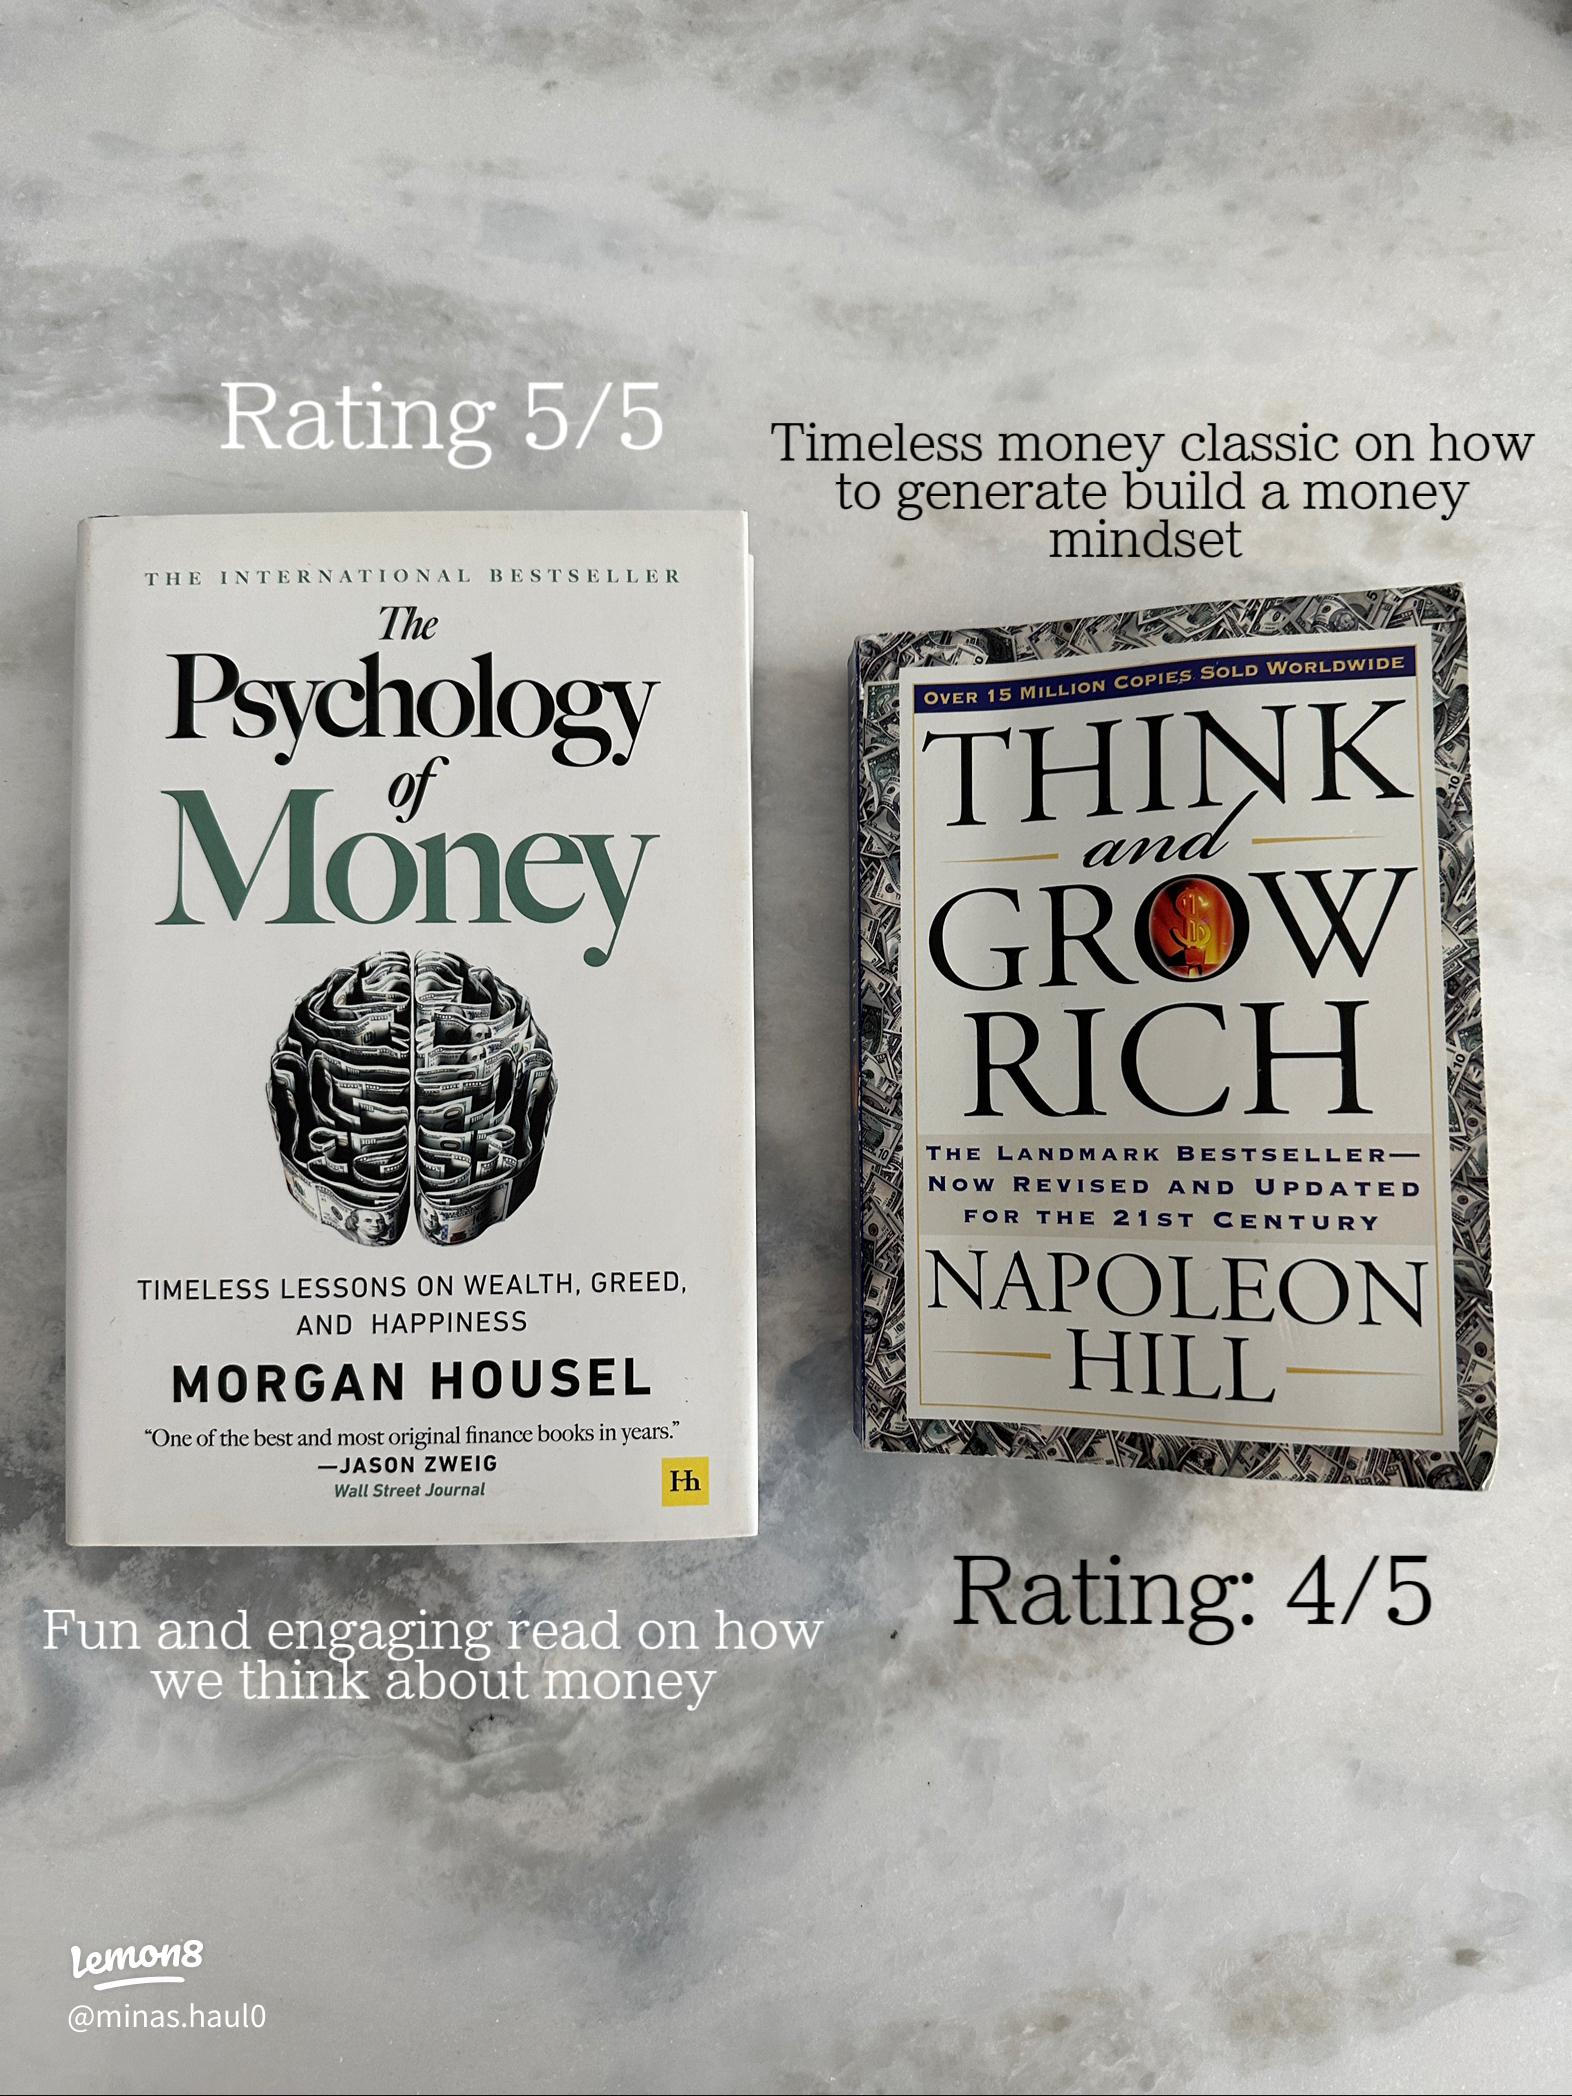 Rating 5/5
THE INTERNATIONAL BESTSELLER
The
Psychology
of
Money
TIMELESS LESSONS ON WEALTH, GREED,
AND HAPPINESS
MORGAN HOUSEL
“One of the best and most original finance books in years.”
—JASON ZWEIG
Wall Street Journal
Hh
Fun and engaging read on how
we think about money
Timeless money classic on how
to generate build a money
mindset
OVER 15 MILLION COPIES SOLD WORLDWIDE
THINK
and
GROW
RICH
THE LANDMARK BESTSELLER—
NOW REVISED AND UPDATED
FOR THE 21ST CENTURY
NAPOLEON
HILL
Rating: 4/5
Lemon8
@minas.haul0